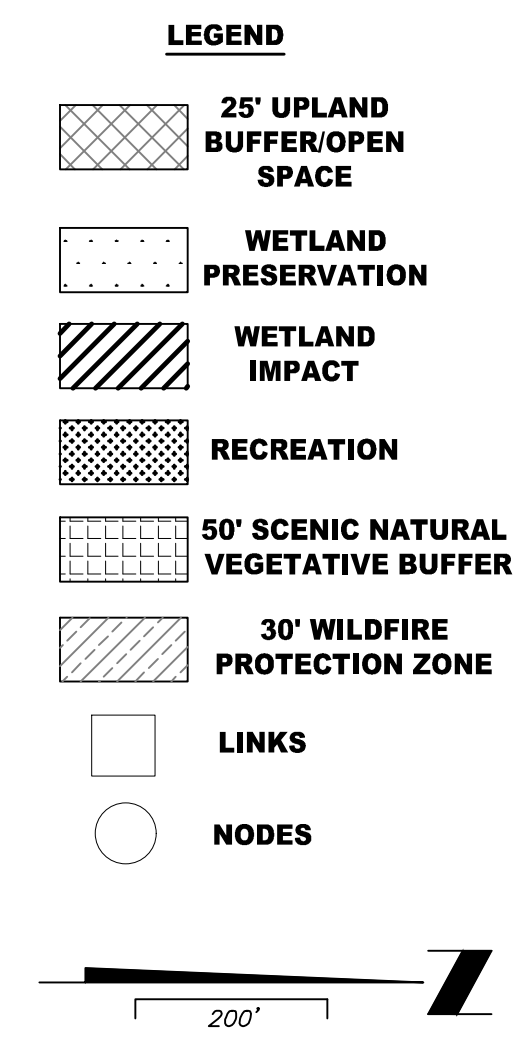 LEGEND
25' UPLAND
BUFFER/OPEN
SPACE
WETLAND
PRESERVATION
WETLAND
IMPACT
RECREATION
50' SCENIC NATURAL
VEGETATIVE BUFFER
30' WILDFIRE
PROTECTION ZONE
LINKS
NODES
Z
200'